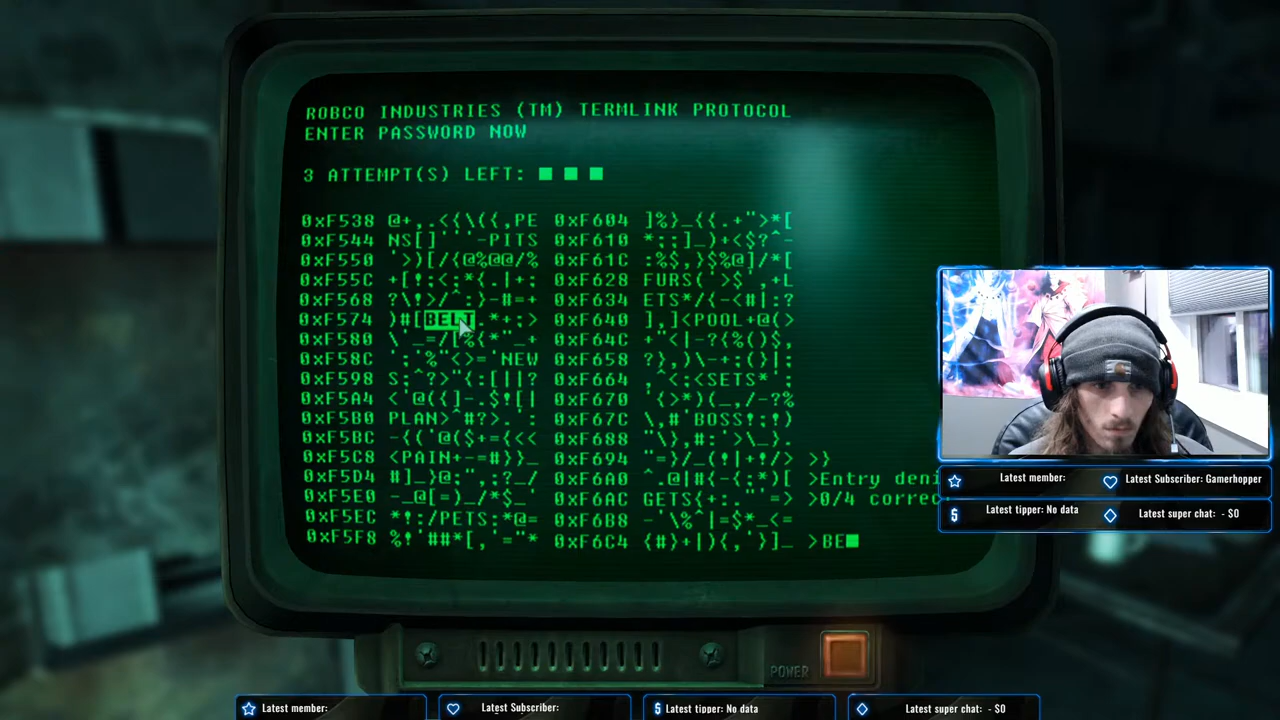 ROBCO INDUSTRIES (TM) TERMLINK PROTOCOL
ENTER PASSWORD NOW
3 ATTEMPT(S) LEFT: ■ ■ ■
0xF538 @+,.<{\({,PE 0xF604 ]%}_{{.+">*[
0xF544 NS[]'''-PITS 0xF610 *;:]_)+<$?^-
0xF550 '>)[/{@%@@/% 0xF61C :%$,}$%@]/*[
0xF55C +[!:<;*{.|+: 0xF628 FURS('>$',+L
0xF568 ?\!>/^:}-#=+ 0xF634 ETS*/{-<#|:?
0xF574 )#[BELT.*+;> 0xF640 ],]<POOL+@(>
0xF580 \'_=/[%{*"_+ 0xF64C +"<|-?{%()$,
0xF58C ':'%"<>='NEW 0xF658 ?},)\-+;(}|;
0xF598 S;^?>"{:[||? 0xF664 ,^<:<SETS*';
0xF5A4 <'@({]-.$![| 0xF670 '{>*)(_,/-?%
0xF5B0 PLAN>^#?>.': 0xF67C \,#'BOSS!;!)
0xF5BC -{('@($+={<< 0xF688 "\},#:'>\_}.
0xF5C8 <PAIN+-=#}}_ 0xF694 "=}/_(!|+!/> >}
0xF5D4 #]_}@;",:?_/ 0xF6A0 ^.@|#{-{;*)[ >Entry deni
0xF5E0 -_@[=)_/*$_' 0xF6AC GETS{+:."'=> >0/4 correc
0xF5EC *!:/PETS:*@= 0xF6B8 -'\%^|=$*_<=
0xF5F8 %!'##*[,'="* 0xF6C4 {#}+|){,'}]_ >BE■
POWER
Latest member:
Latest Subscriber: Gamerhopper
Latest tipper: No data
Latest super chat: - $0
Latest member:
Latest Subscriber:
Latest tipper: No data
Latest super chat: - $0